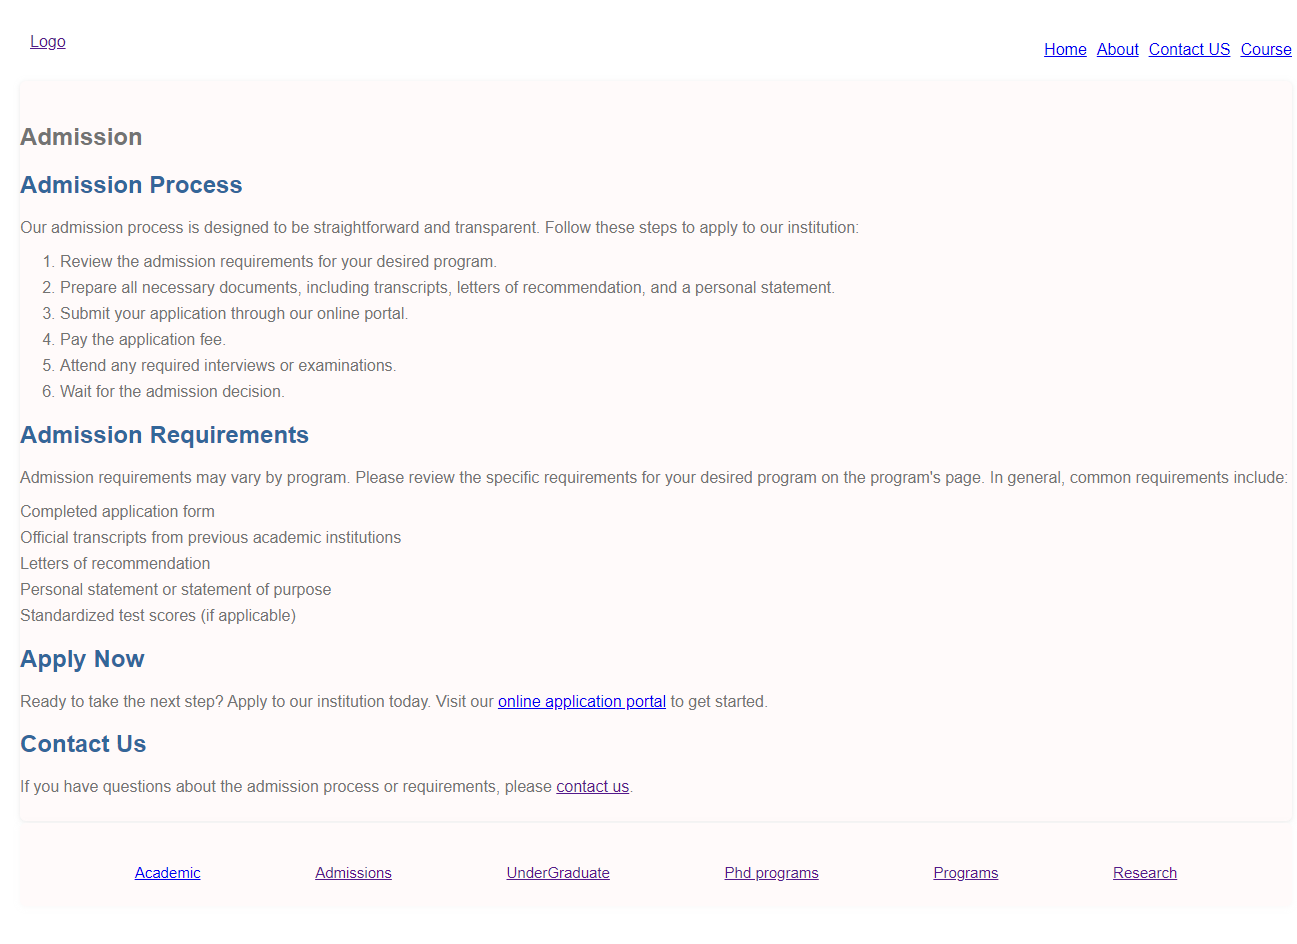 Logo
Home About Contact US Course
Admission
Admission Process
Our admission process is designed to be straightforward and transparent. Follow these steps to apply to our institution:
1. Review the admission requirements for your desired program.
2. Prepare all necessary documents, including transcripts, letters of recommendation, and a personal statement.
3. Submit your application through our online portal.
4. Pay the application fee.
5. Attend any required interviews or examinations.
6. Wait for the admission decision.
Admission Requirements
Admission requirements may vary by program. Please review the specific requirements for your desired program on the program's page. In general, common requirements include:
Completed application form
Official transcripts from previous academic institutions
Letters of recommendation
Personal statement or statement of purpose
Standardized test scores (if applicable)
Apply Now
Ready to take the next step? Apply to our institution today. Visit our online application portal to get started.
Contact Us
If you have questions about the admission process or requirements, please contact us.
Academic Admissions UnderGraduate Phd programs Programs Research